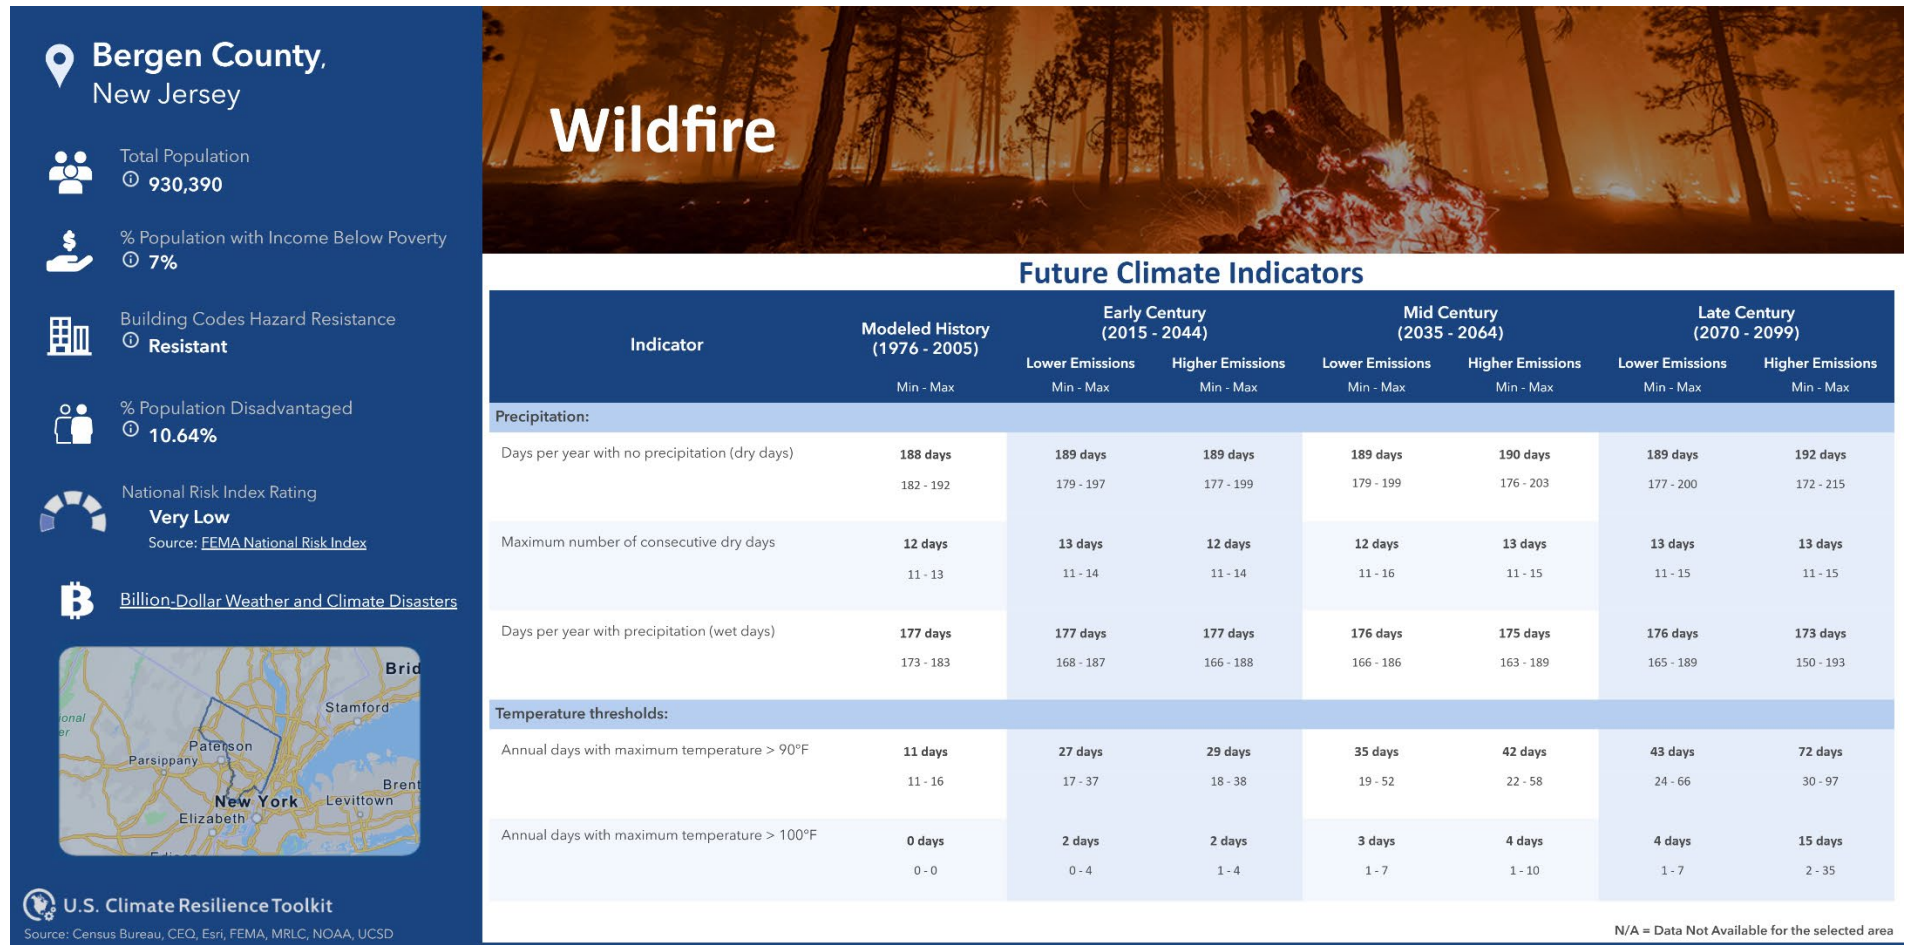 Bergen County,
New Jersey
Total Population
930,390
% Population with Income Below Poverty
7%
Building Codes Hazard Resistance
Resistant
% Population Disadvantaged
10.64%
National Risk Index Rating
Very Low
Source: FEMA National Risk Index
Billion-Dollar Weather and Climate Disasters
Brid
Stamford
ional
er
Paterson
Parsippany
Brent
New York
Levittown
Elizabeth
U.S. Climate Resilience Toolkit
Source: Census Bureau, CEQ, Esri, FEMA, MRLC, NOAA, UCSD
Wildfire
Future Climate Indicators
Indicator
Modeled History
(1976 - 2005)
Min - Max
Early Century
(2015 - 2044)
Mid Century
(2035 - 2064)
Late Century
(2070 - 2099)
Lower Emissions Higher Emissions Lower Emissions Higher Emissions Lower Emissions Higher Emissions
Min - Max Min - Max Min - Max Min - Max Min - Max Min - Max
Precipitation:
Days per year with no precipitation (dry days) 188 days 189 days 189 days 189 days 190 days 189 days 192 days
182 - 192 179 - 197 177 - 199 179 - 199 176 - 203 177 - 200 172 - 215
Maximum number of consecutive dry days 12 days 13 days 12 days 12 days 13 days 13 days 13 days
11 - 13 11 - 14 11 - 14 11 - 16 11 - 15 11 - 15 11 - 15
Days per year with precipitation (wet days) 177 days 177 days 177 days 176 days 175 days 176 days 173 days
173 - 183 168 - 187 166 - 188 166 - 186 163 - 189 165 - 189 150 - 193
Temperature thresholds:
Annual days with maximum temperature > 90°F 11 days 27 days 29 days 35 days 42 days 43 days 72 days
11 - 16 17 - 37 18 - 38 19 - 52 22 - 58 24 - 66 30 - 97
Annual days with maximum temperature > 100°F 0 days 2 days 2 days 3 days 4 days 4 days 15 days
0 - 0 0 - 4 1 - 4 1 - 7 1 - 10 1 - 7 2 - 35
N/A = Data Not Available for the selected area